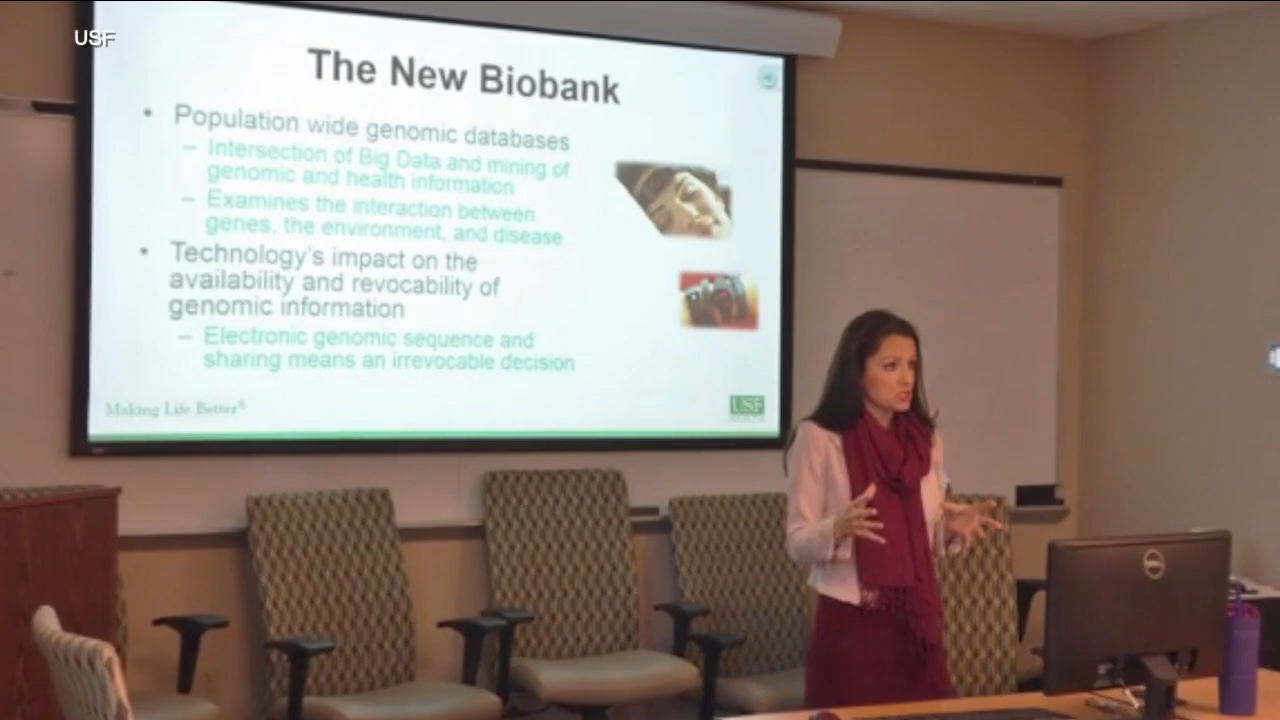 USF
The New Biobank
• Population wide genomic databases
– Intersection of Big Data and mining of
genomic and health information
– Examines the interaction between
genes, the environment, and disease
• Technology's impact on the
availability and revocability of
genomic information
– Electronic genomic sequence and
sharing means an irrevocable decision
Making Life Better®
USF
DELL